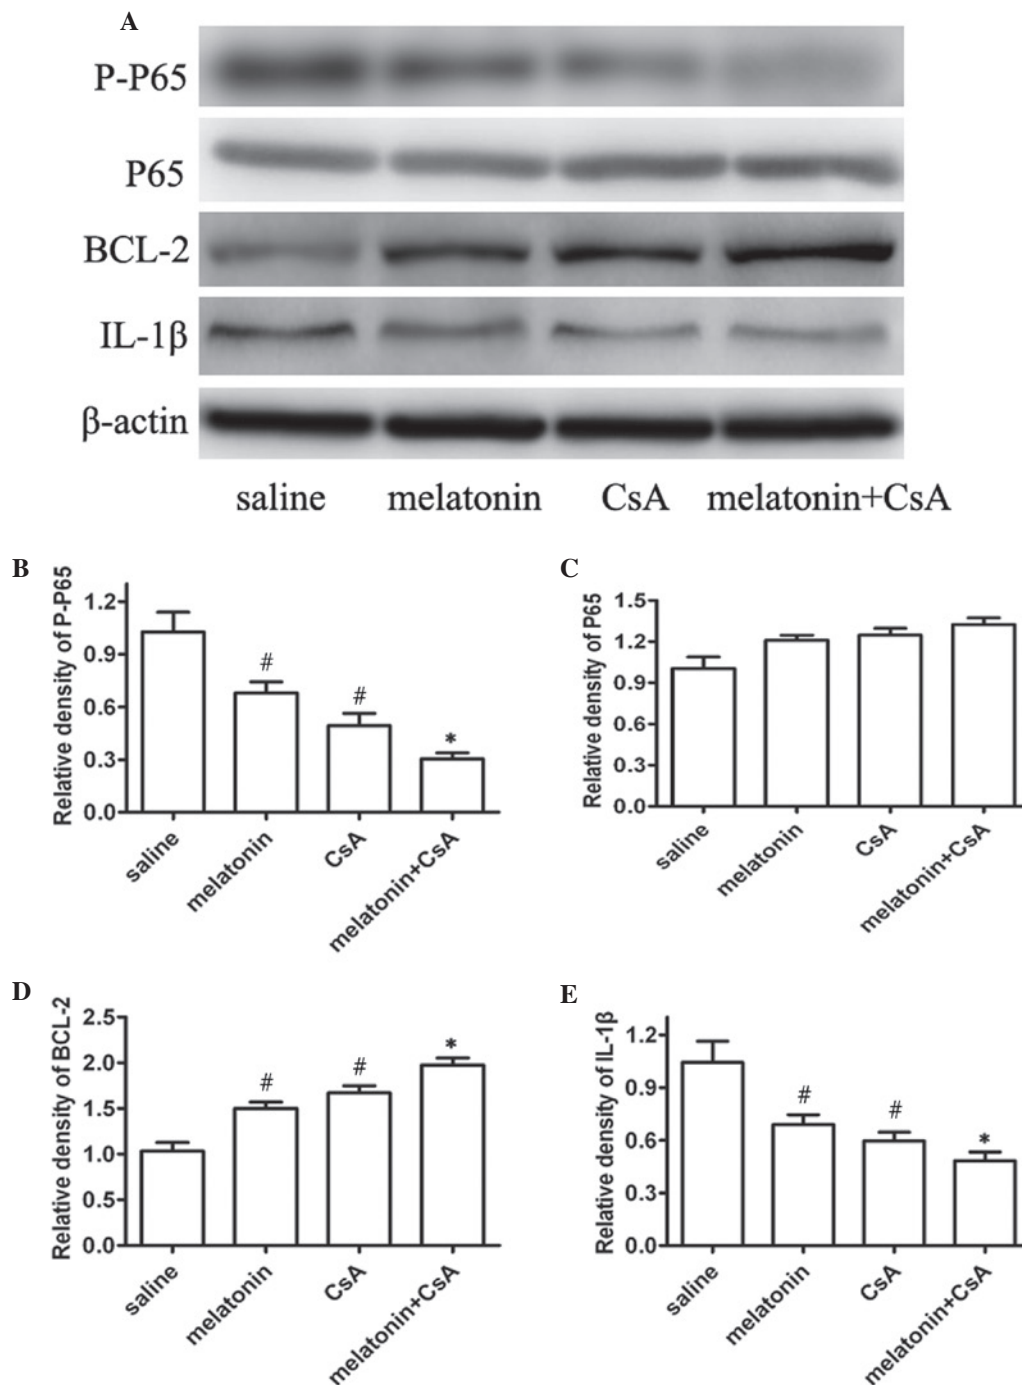 A
P-P65
P65
BCL-2
IL-1β
β-actin
saline melatonin CsA melatonin+CsA
B
Relative density of P-P65
1.2
0.9
0.6
0.3
0.0
#
#
*
saline
melatonin
CsA
melatonin+CsA
C
Relative density of P65
1.5
1.2
0.9
0.6
0.3
0.0
saline
melatonin
CsA
melatonin+CsA
D
Relative density of BCL-2
2.5
2.0
1.5
1.0
0.5
0.0
#
#
*
saline
melatonin
CsA
melatonin+CsA
E
Relative density of IL-1β
1.2
0.9
0.6
0.3
0.0
#
#
*
saline
melatonin
CsA
melatonin+CsA